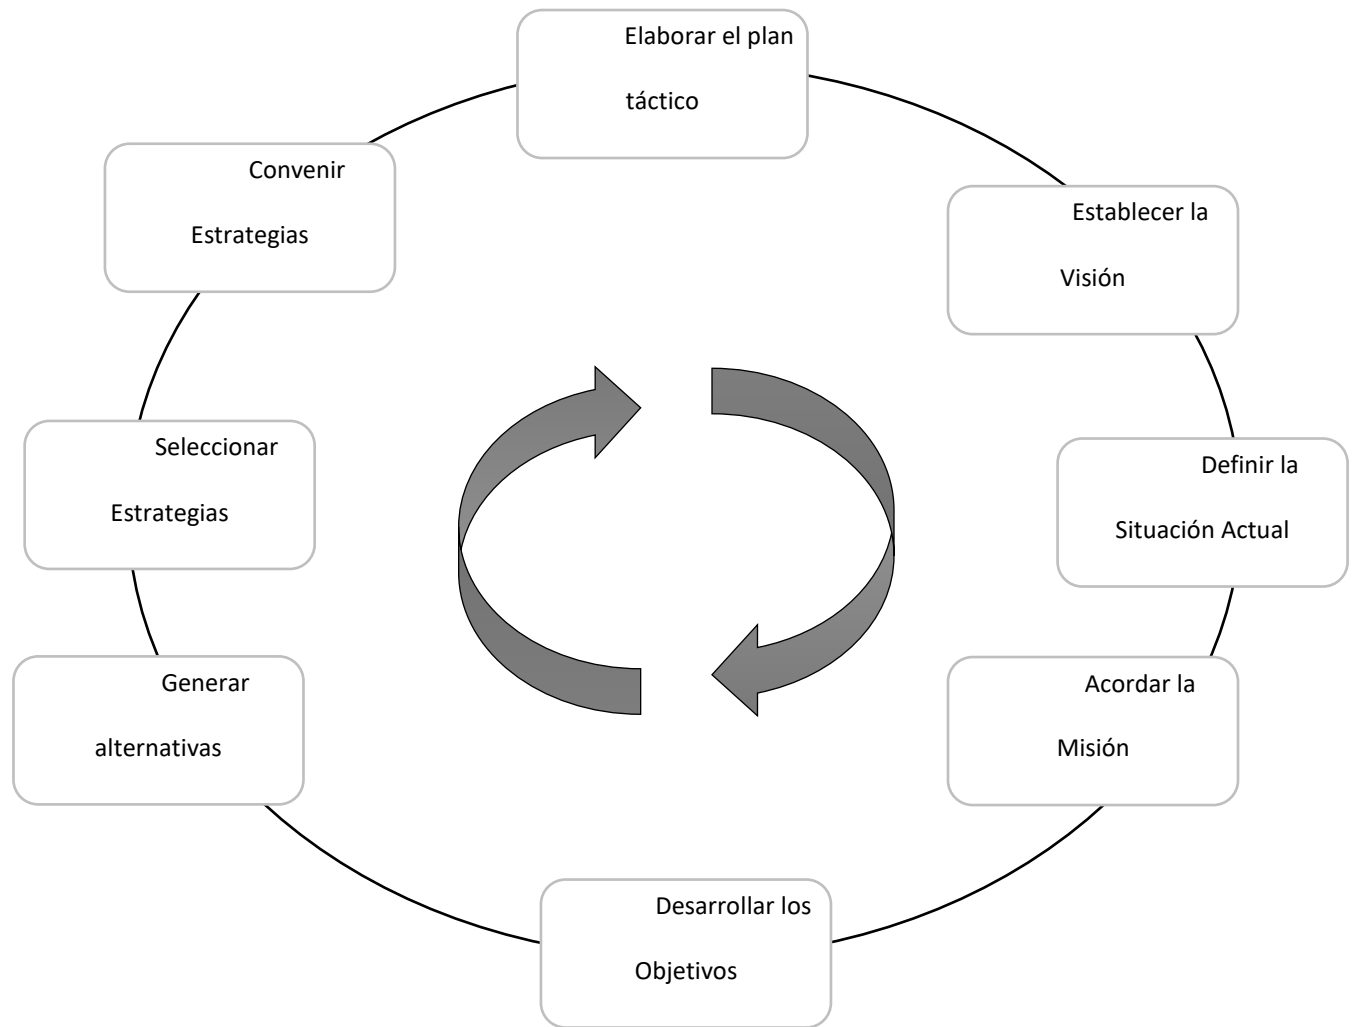 Elaborar el plan
táctico
Establecer la
Visión
Definir la
Situación Actual
Acordar la
Misión
Desarrollar los
Objetivos
Generar
alternativas
Seleccionar
Estrategias
Convenir
Estrategias